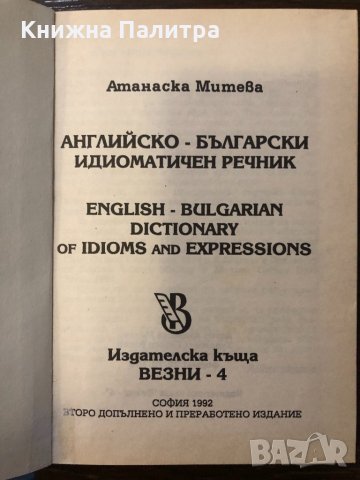 Книжна Палитра
Атанаска Митева
АНГЛИЙСКО - БЪЛГАРСКИ
ИДИОМАТИЧЕН РЕЧНИК
ENGLISH - BULGARIAN
DICTIONARY
OF IDIOMS AND EXPRESSIONS
Издателска къща
ВЕЗНИ - 4
СОФИЯ 1992
ВТОРО ДОПЪЛНЕНО И ПРЕРАБОТЕНО ИЗДАНИЕ
BAZAR